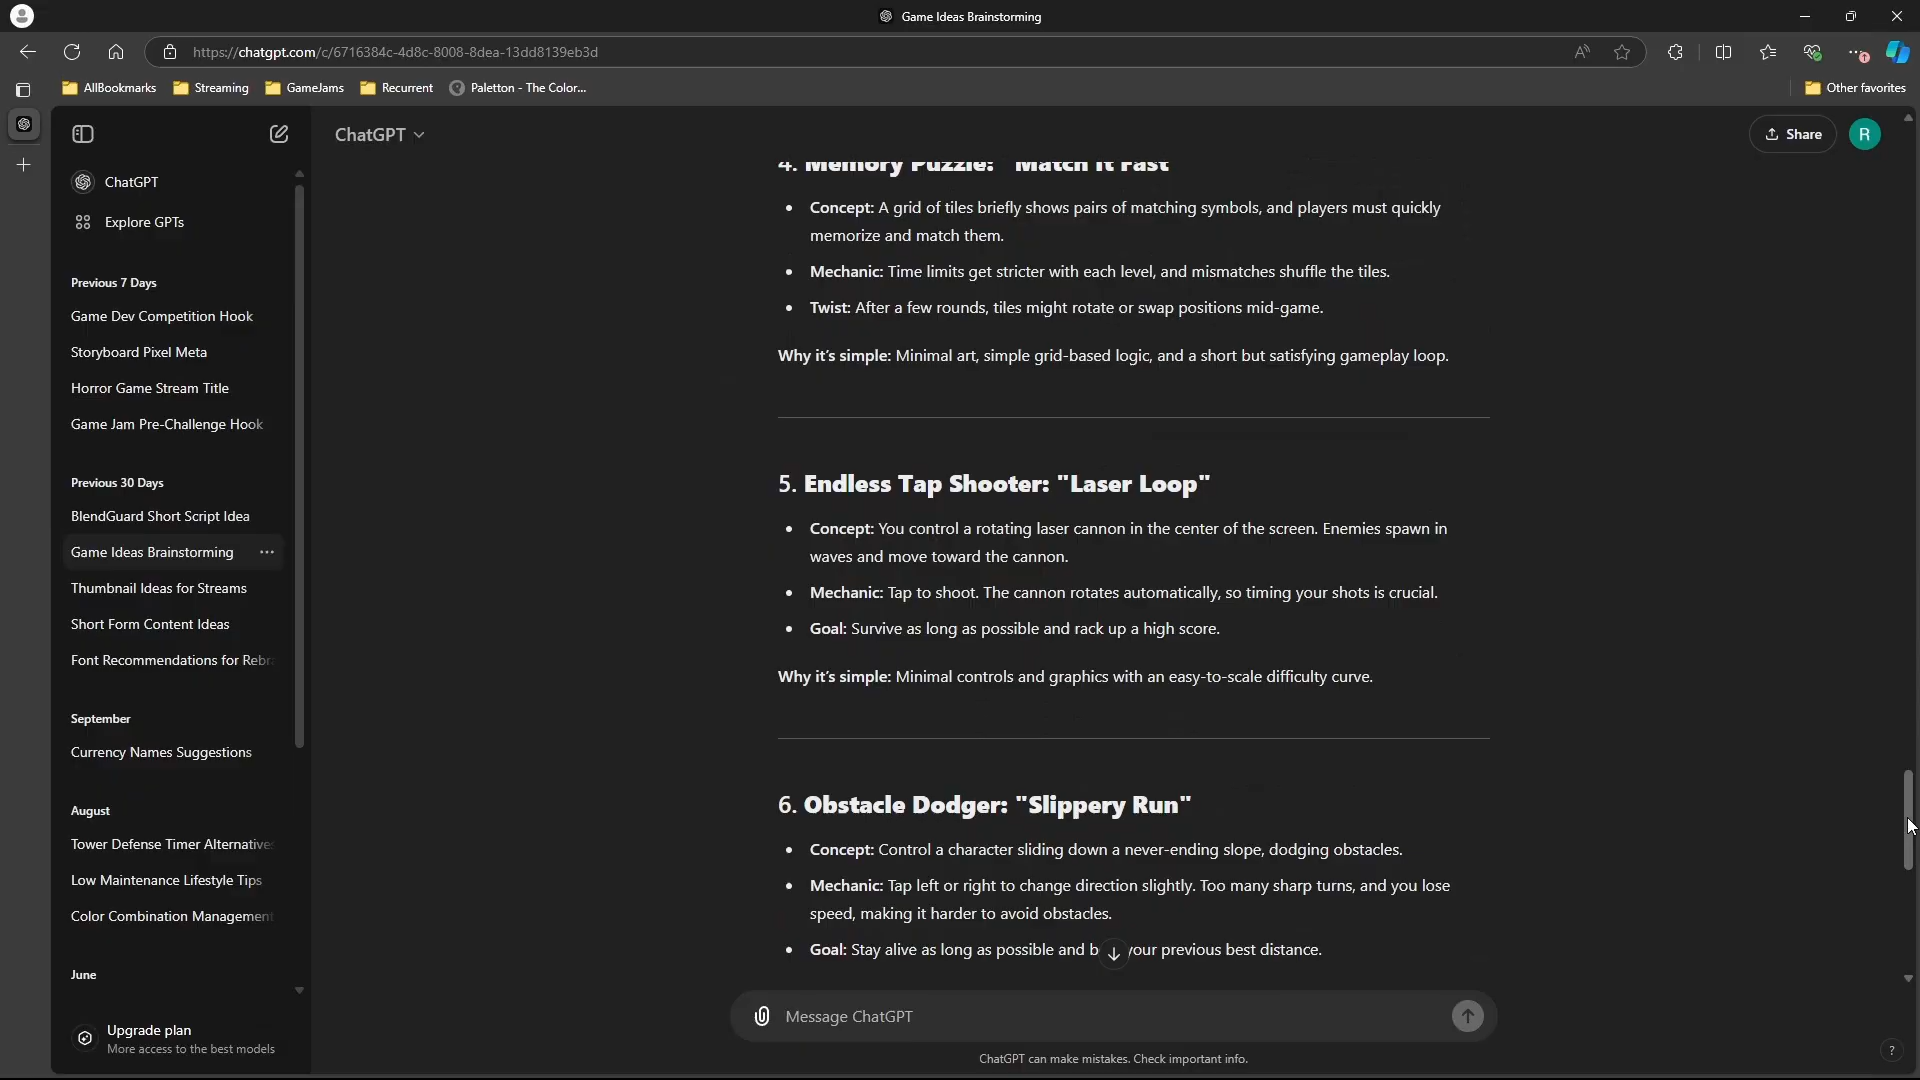 Game Ideas Brainstorming
https://chatgpt.com/c/6716384c-4d8c-8008-8dea-13dd8139eb3d
AllBookmarks
Streaming
GameJams
Recurrent
Paletton - The Color...
Other favorites
ChatGPT
Share
R
ChatGPT
Explore GPTs
Previous 7 Days
Game Dev Competition Hook
Storyboard Pixel Meta
Horror Game Stream Title
Game Jam Pre-Challenge Hook
Previous 30 Days
BlendGuard Short Script Idea
Game Ideas Brainstorming
Thumbnail Ideas for Streams
Short Form Content Ideas
Font Recommendations for Rebr
September
Currency Names Suggestions
August
Tower Defense Timer Alternatives
Low Maintenance Lifestyle Tips
Color Combination Management
June
Upgrade plan
More access to the best models
4. Memory Puzzle: "Match It Fast"
• Concept: A grid of tiles briefly shows pairs of matching symbols, and players must quickly
memorize and match them.
• Mechanic: Time limits get stricter with each level, and mismatches shuffle the tiles.
• Twist: After a few rounds, tiles might rotate or swap positions mid-game.
Why it's simple: Minimal art, simple grid-based logic, and a short but satisfying gameplay loop.
5. Endless Tap Shooter: "Laser Loop"
• Concept: You control a rotating laser cannon in the center of the screen. Enemies spawn in
waves and move toward the cannon.
• Mechanic: Tap to shoot. The cannon rotates automatically, so timing your shots is crucial.
• Goal: Survive as long as possible and rack up a high score.
Why it's simple: Minimal controls and graphics with an easy-to-scale difficulty curve.
6. Obstacle Dodger: "Slippery Run"
• Concept: Control a character sliding down a never-ending slope, dodging obstacles.
• Mechanic: Tap left or right to change direction slightly. Too many sharp turns, and you lose
speed, making it harder to avoid obstacles.
• Goal: Stay alive as long as possible and your previous best distance.
Message ChatGPT
ChatGPT can make mistakes. Check important info.
?